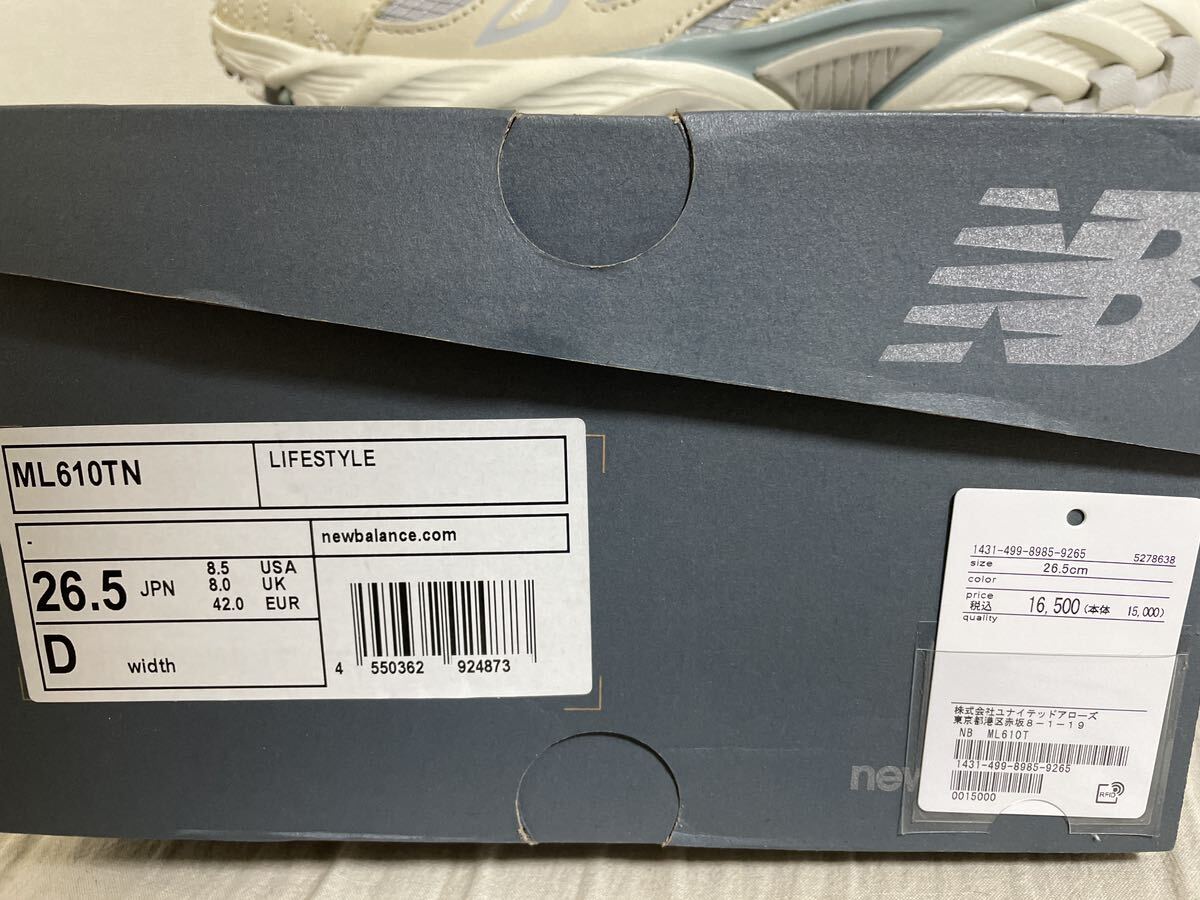 NB
ML610TN
LIFESTYLE
-
newbalance.com
26.5 JPN
8.5 USA
8.0 UK
42.0 EUR
D width
4 550362 924873
1431-499-8985-9265 5278638
size 26.5cm
color
price
税込 16,500 (本体 15,000)
quality
株式会社ユナイテッドアローズ
東京都港区赤坂8-1-19
NB ML610T
1431-499-8985-9265
0015000
RFID
new